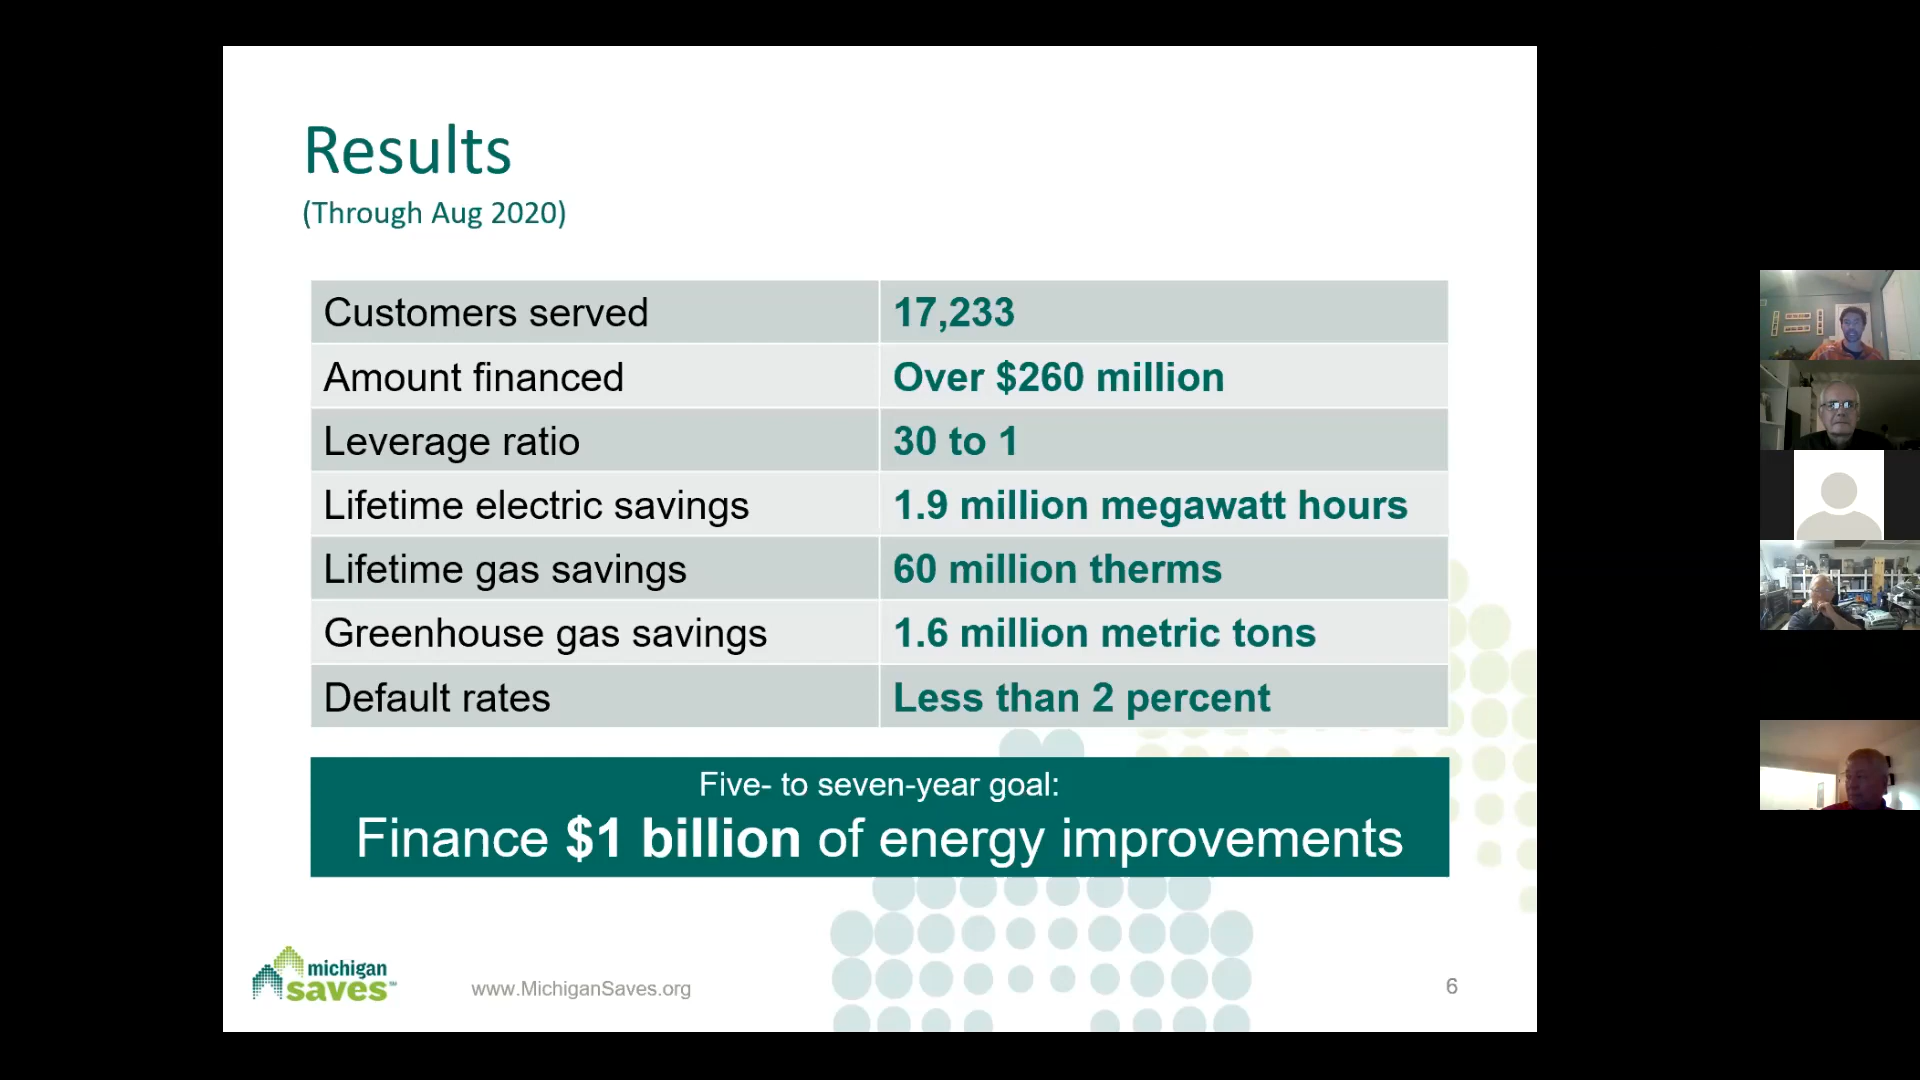 Results
(Through Aug 2020)
Customers served 17,233
Amount financed Over $260 million
Leverage ratio 30 to 1
Lifetime electric savings 1.9 million megawatt hours
Lifetime gas savings 60 million therms
Greenhouse gas savings 1.6 million metric tons
Default rates Less than 2 percent
Five- to seven-year goal:
Finance $1 billion of energy improvements
michigan
saves
www.MichiganSaves.org
6